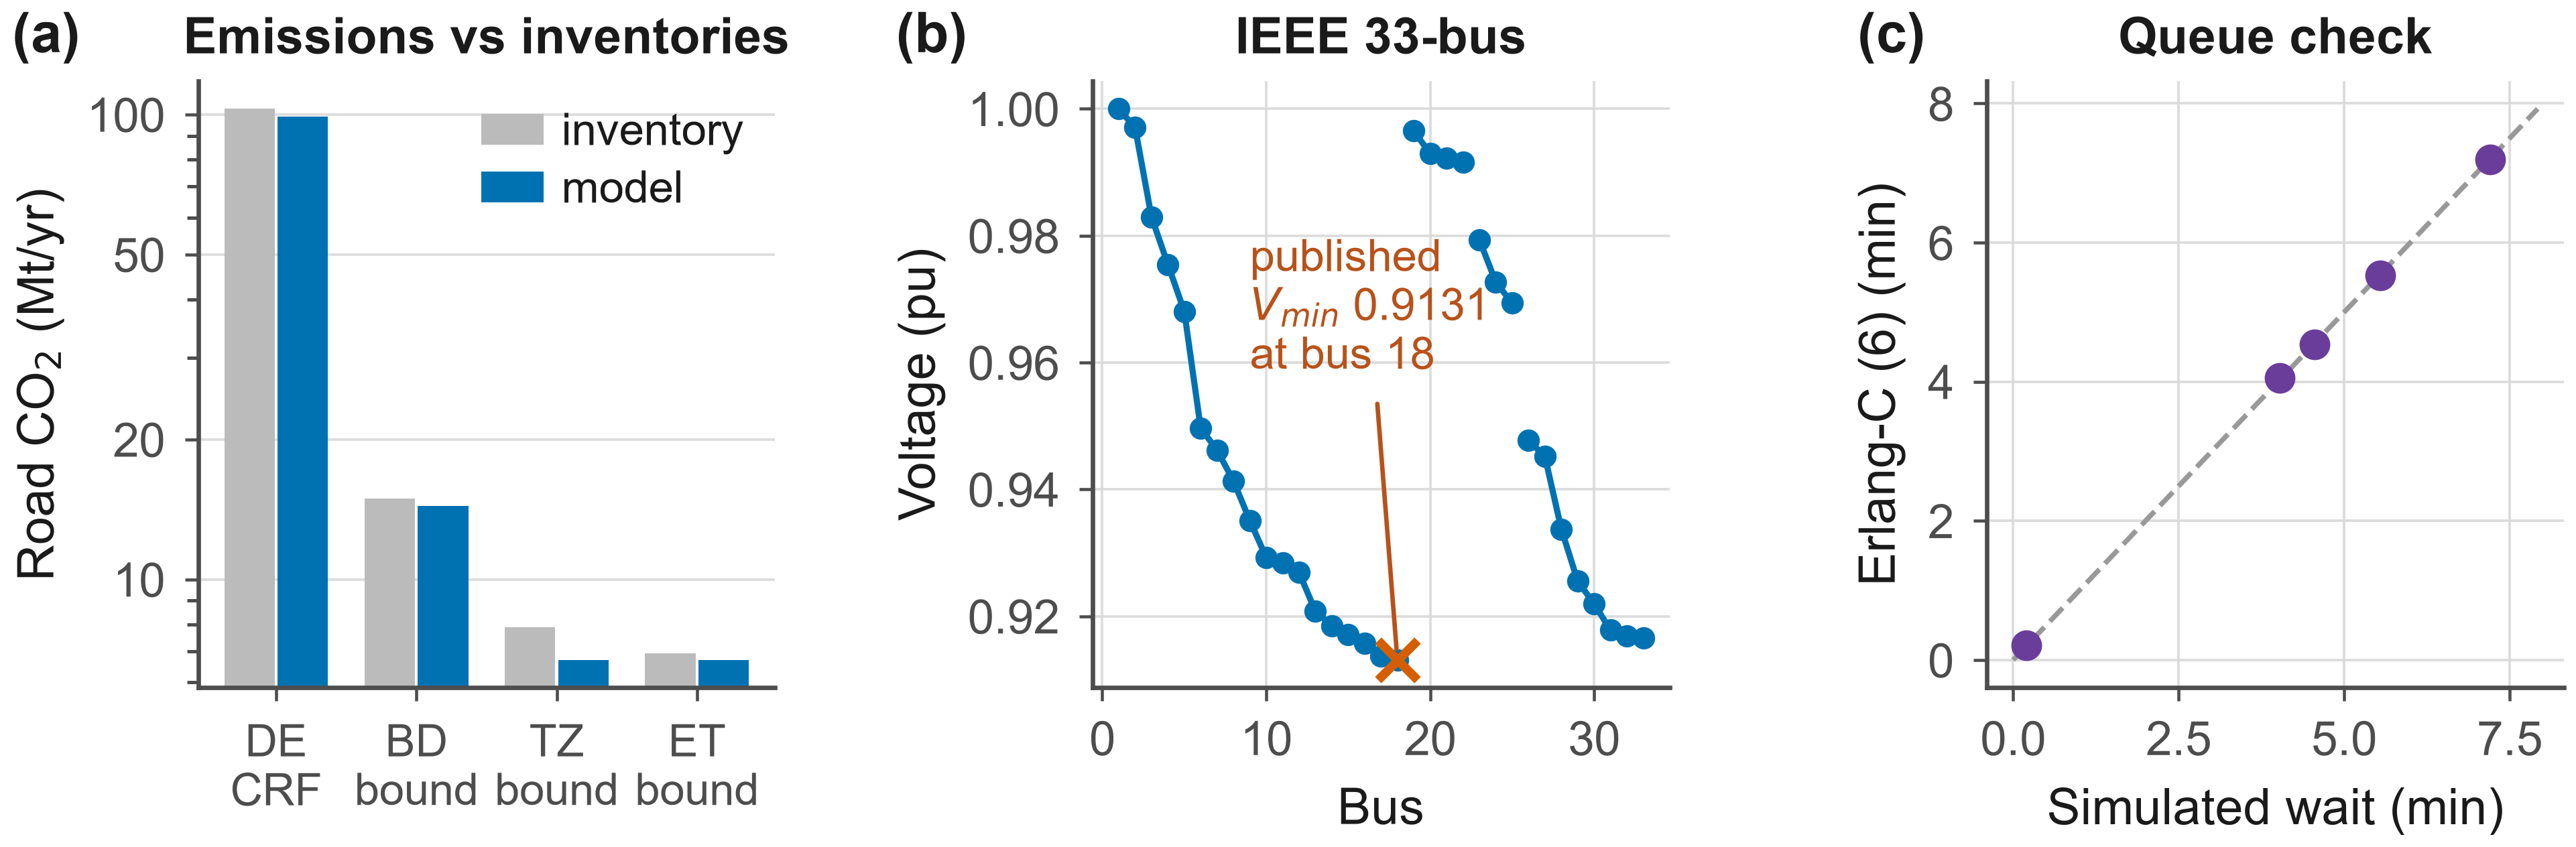 (a) Emissions vs inventories
Road CO₂ (Mt/yr)
100
50
20
10
inventory
model
DE CRF
BD bound
TZ bound
ET bound
(b) IEEE 33-bus
Voltage (pu)
1.00
0.98
0.96
0.94
0.92
published
Vmin 0.9131
at bus 18
0 10 20 30
Bus
(c) Queue check
Erlang-C (6) (min)
8
6
4
2
0
0.0 2.5 5.0 7.5
Simulated wait (min)